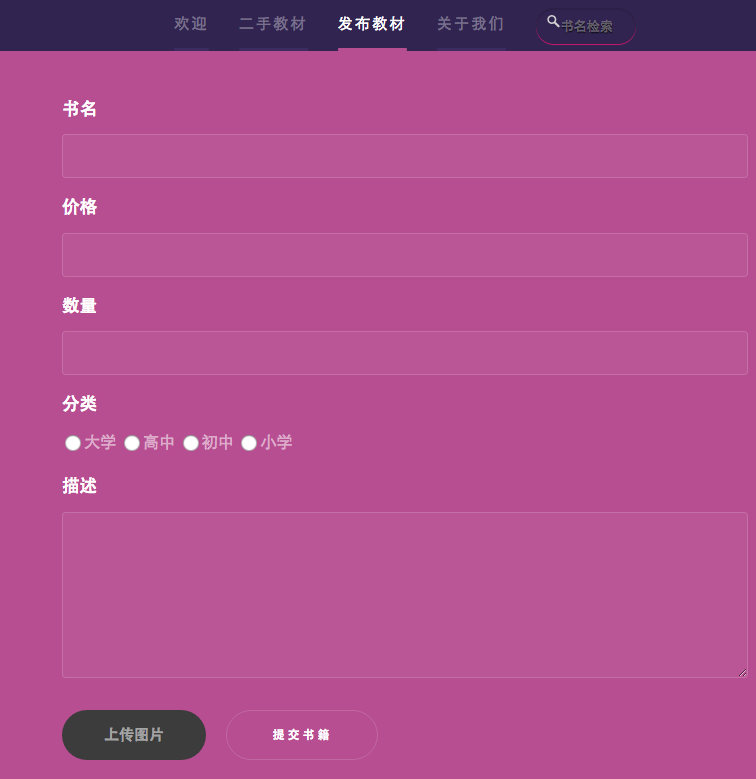 欢迎 二手教材 发布教材 关于我们 书名检索
书名
价格
数量
分类
大学 高中 初中 小学
描述
上传图片 提交书籍